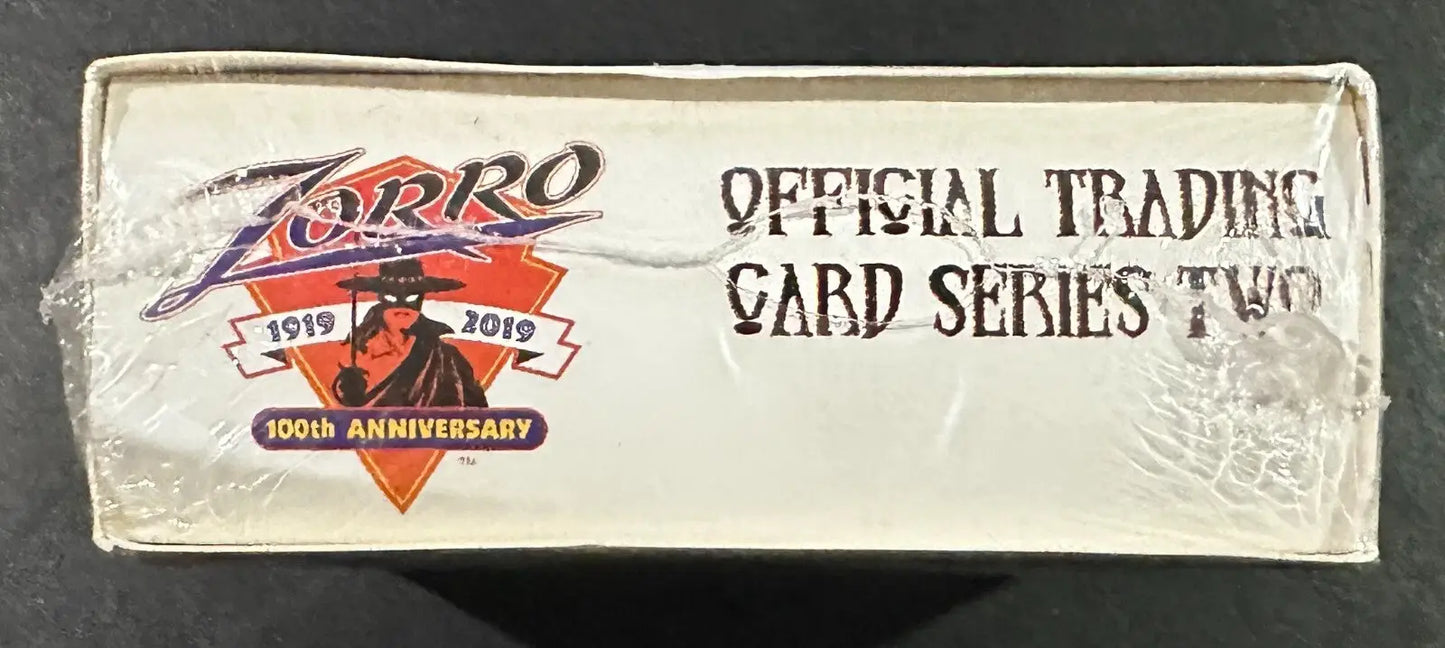 ZORRO
1919 2019
100th ANNIVERSARY
OFFICIAL TRADING
CARD SERIES TWO